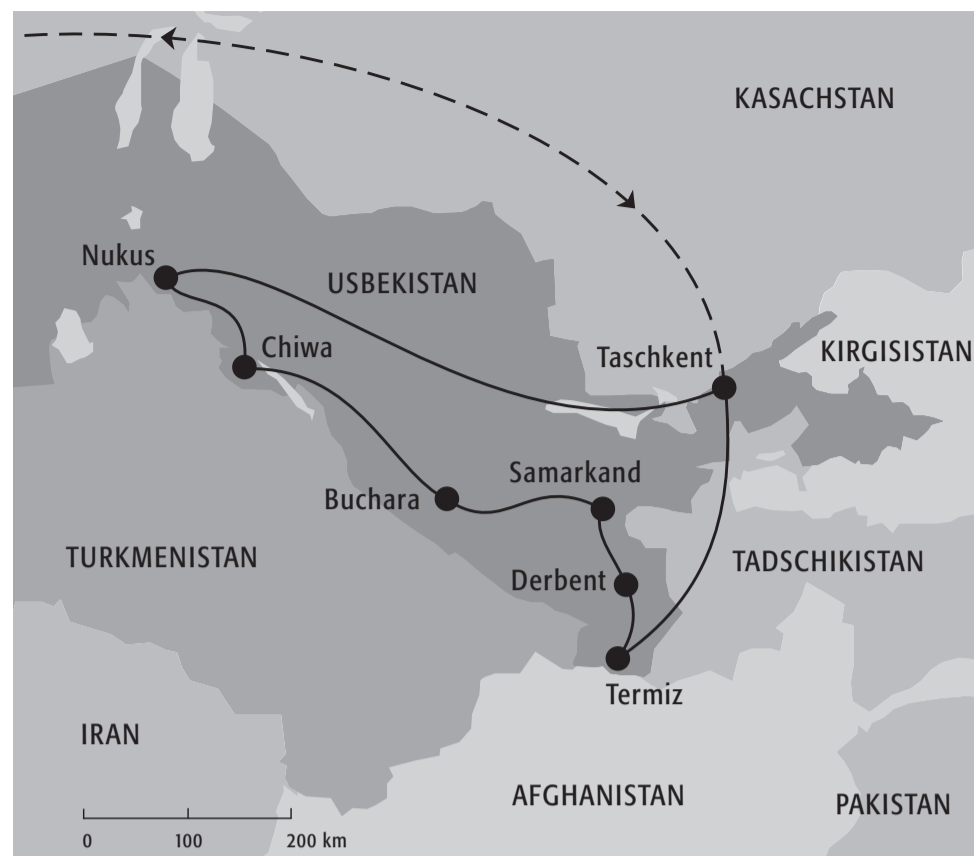 KASACHSTAN
Nukus
USBEKISTAN
Chiwa
Taschkent
KIRGISISTAN
Samarkand
Buchara
TURKMENISTAN
TADSCHIKISTAN
Derbent
Termiz
IRAN
AFGHANISTAN
PAKISTAN
0 100 200 km